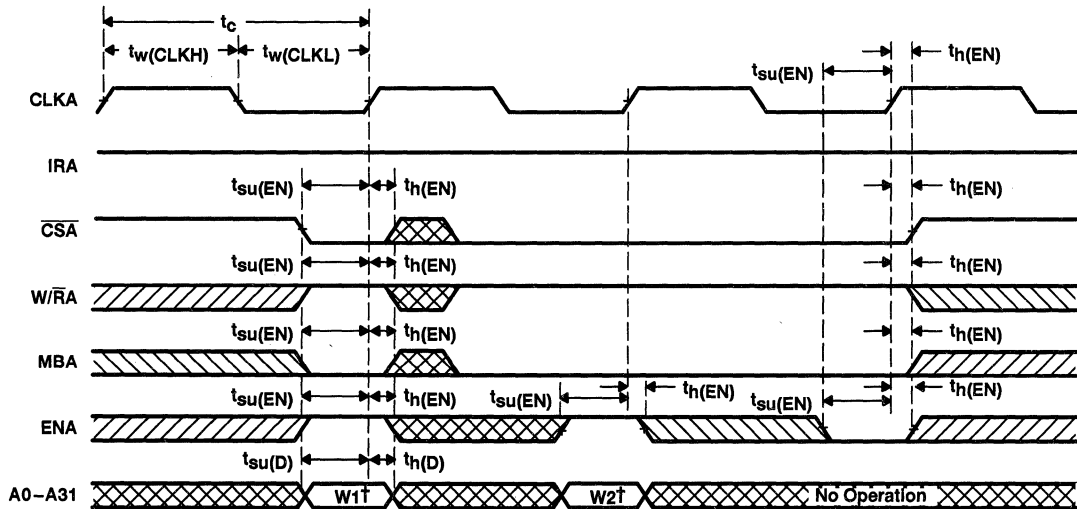 tc
tw(CLKH) tw(CLKL)
th(EN)
tsu(EN)
CLKA
IRA
tsu(EN) th(EN) th(EN)
CSA
tsu(EN) th(EN) th(EN)
W/RA
tsu(EN) th(EN) th(EN)
MBA
tsu(EN) th(EN) tsu(EN) th(EN) tsu(EN) th(EN)
ENA
tsu(D) th(D)
A0–A31 W1† W2† No Operation